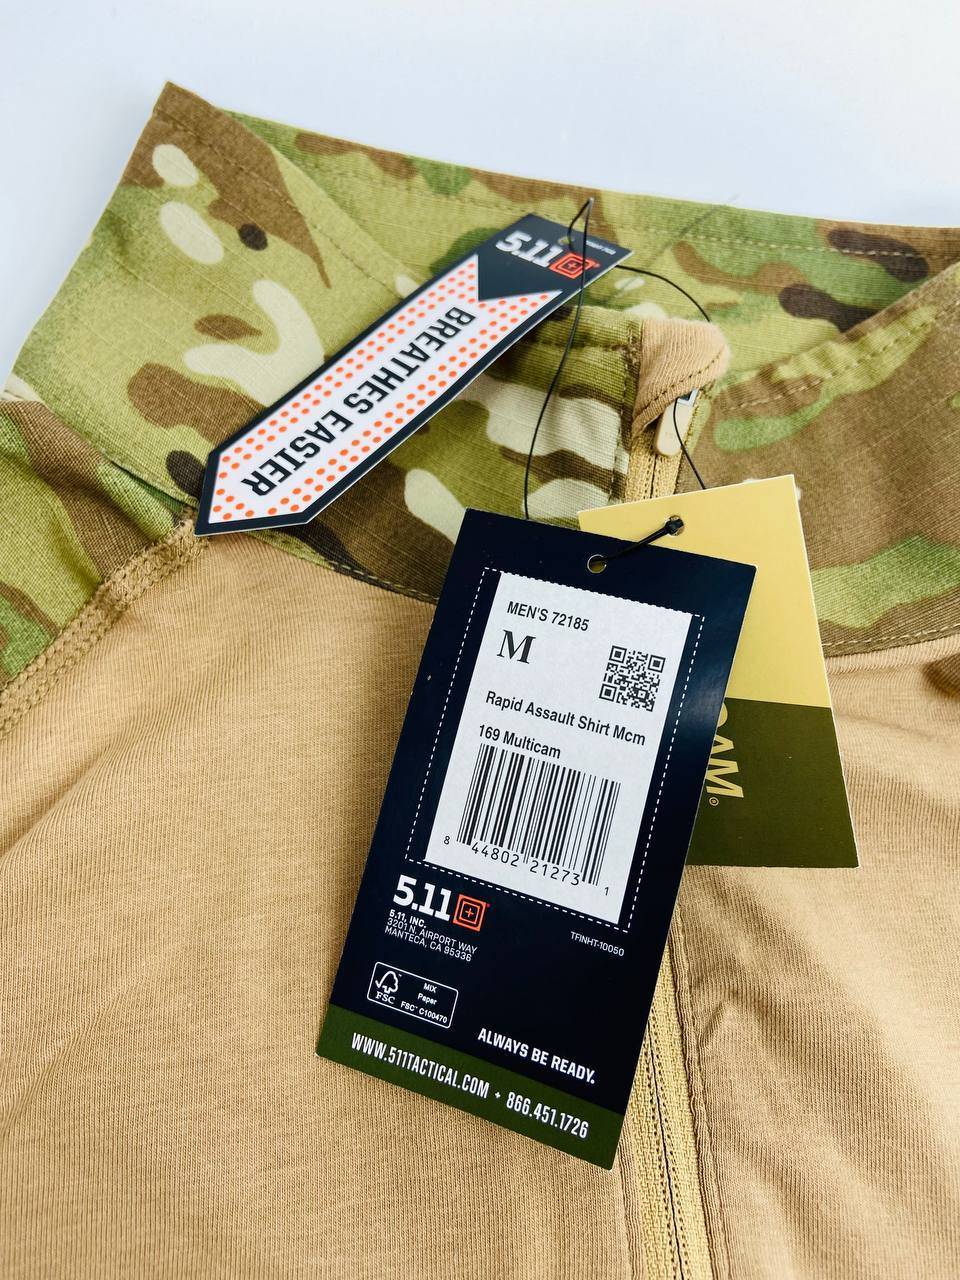 5.11
BREATHES EASIER
MEN'S 72185
M
Rapid Assault Shirt Mcm
169 Multicam
8 44802 21273 1
5.11
5.11, INC.
3201 N. AIRPORT WAY
MANTECA, CA 95336
TFINHT-10050
FSC
MIX
Paper
FSC® C100470
ALWAYS BE READY.
WWW.511TACTICAL.COM • 866.451.1726